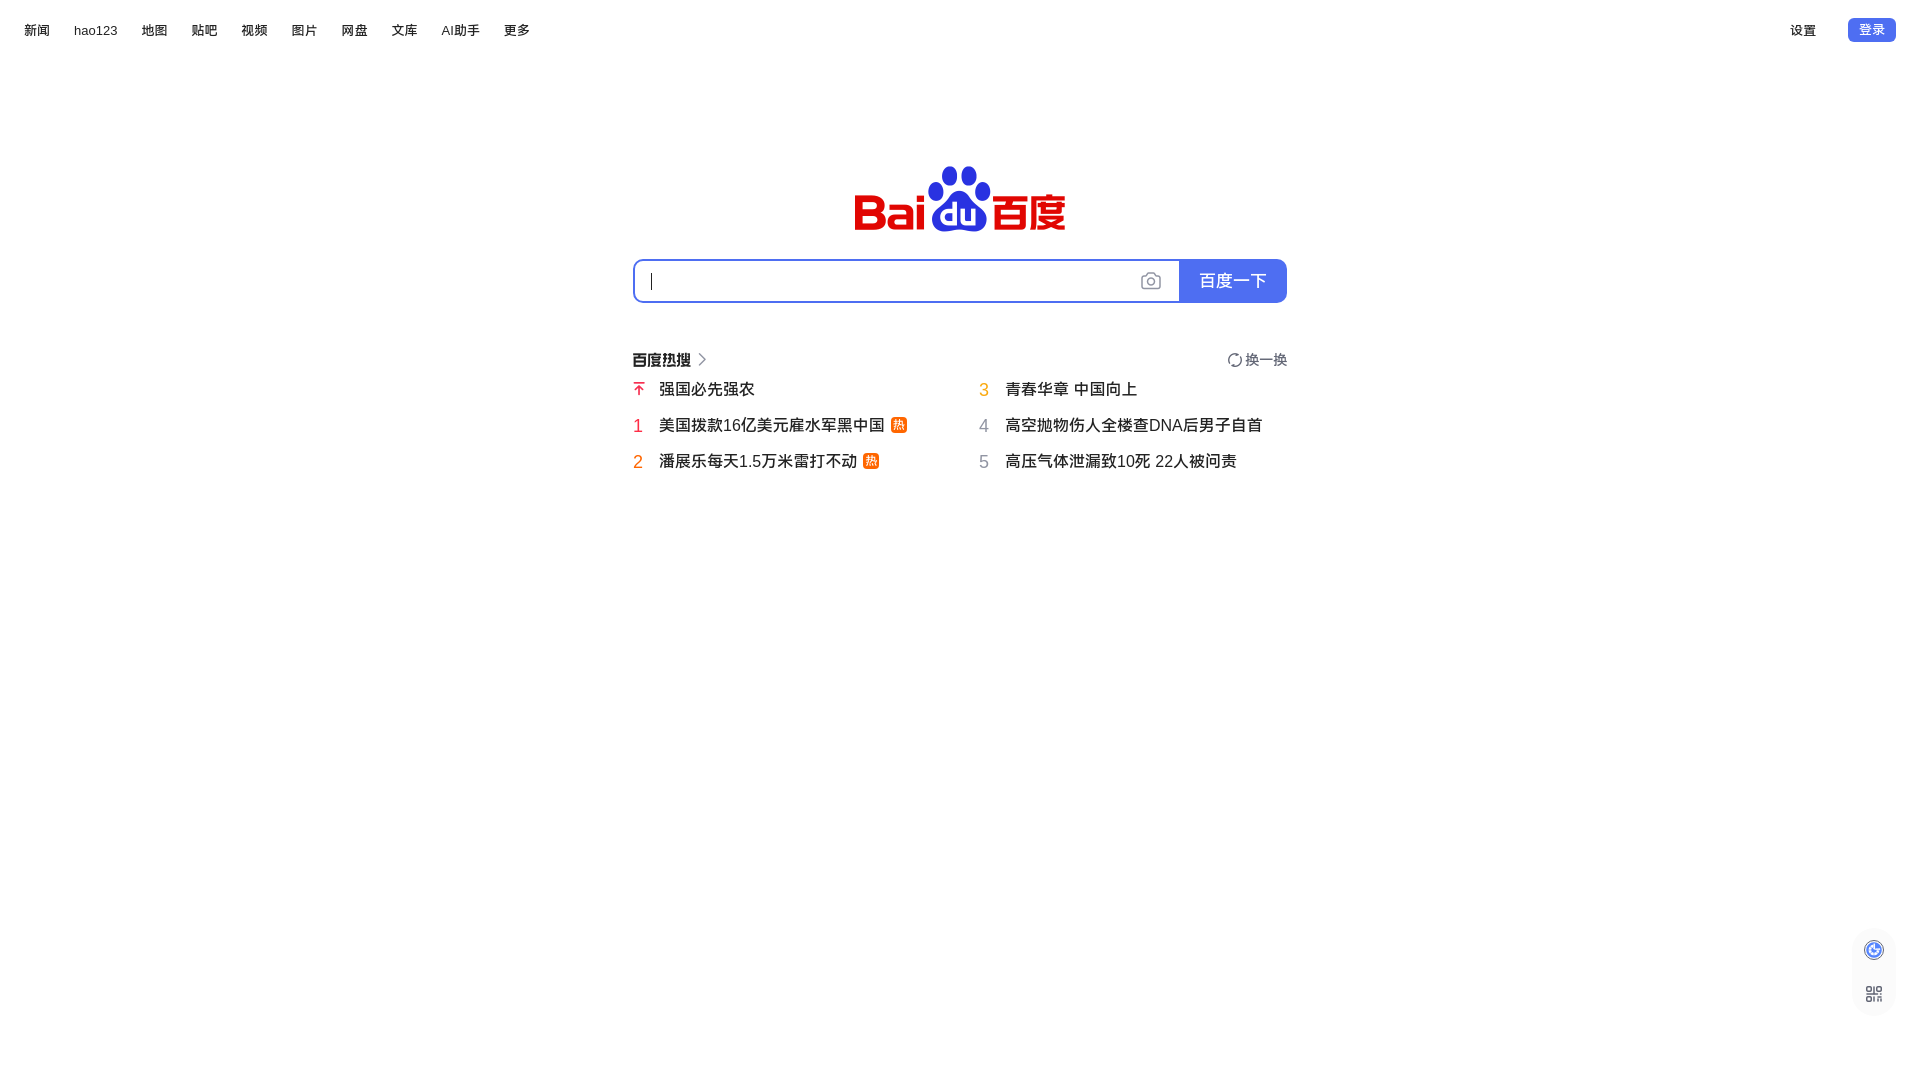 新闻 hao123 地图 贴吧 视频 图片 网盘 文库 AI助手 更多 设置 登录
Bai du 百度
百度一下
百度热搜 换一换
强国必先强农
1 美国拨款16亿美元雇水军黑中国 热
2 潘展乐每天1.5万米雷打不动 热
3 青春华章 中国向上
4 高空抛物伤人全楼查DNA后男子自首
5 高压气体泄漏致10死 22人被问责